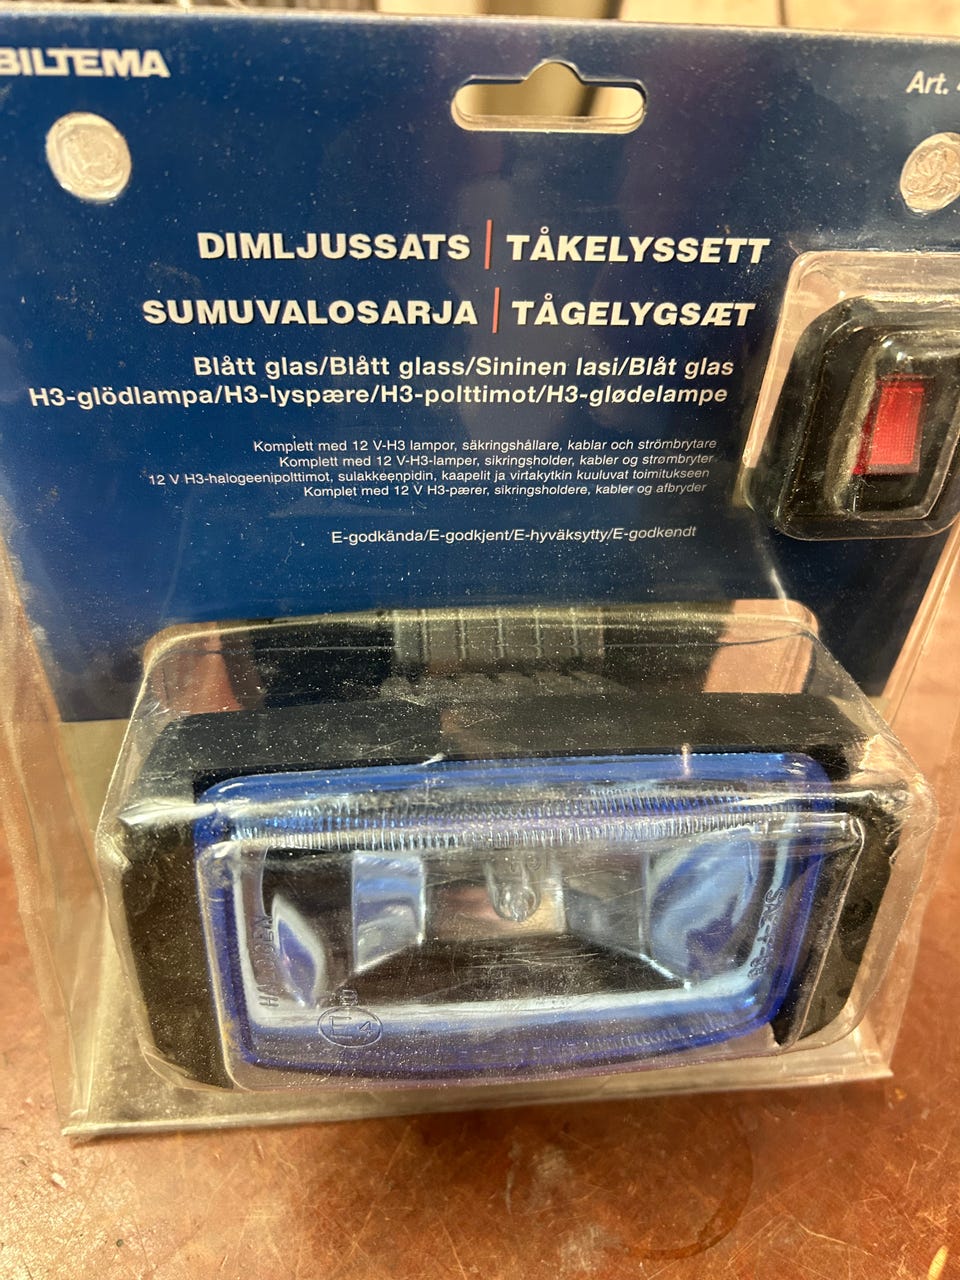 BILTEMA
Art.
DIMLJUSSATS | TÅKELYSSETT
SUMUVALOSARJA | TÅGELYGSÆT
Blått glas/Blått glass/Sininen lasi/Blåt glas
H3-glödlampa/H3-lyspære/H3-polttimot/H3-glødelampe
Komplett med 12 V-H3 lampor, säkringshållare, kablar och strömbrytare
Komplett med 12 V-H3-lamper, sikringsholder, kabler og strømbryter
12 V H3-halogeenipolttimot, sulakkeenpidin, kaapelit ja virtakytkin kuuluvat toimitukseen
Komplet med 12 V H3-pærer, sikringsholdere, kabler og afbryder
E-godkända/E-godkjent/E-hyväksytty/E-godkendt
E4